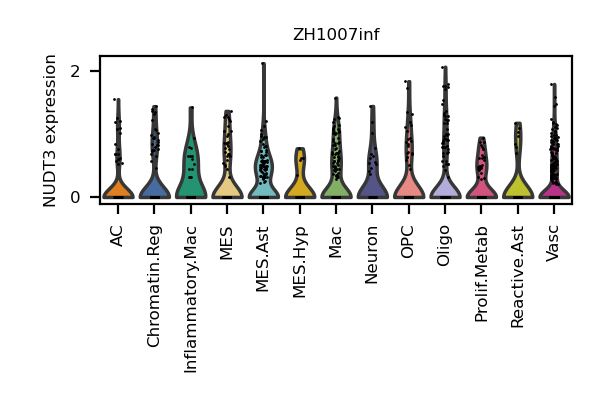 ZH1007inf
NUDT3 expression
2
0
AC
Chromatin.Reg
Inflammatory.Mac
MES
MES.Ast
MES.Hyp
Mac
Neuron
OPC
Oligo
Prolif.Metab
Reactive.Ast
Vasc